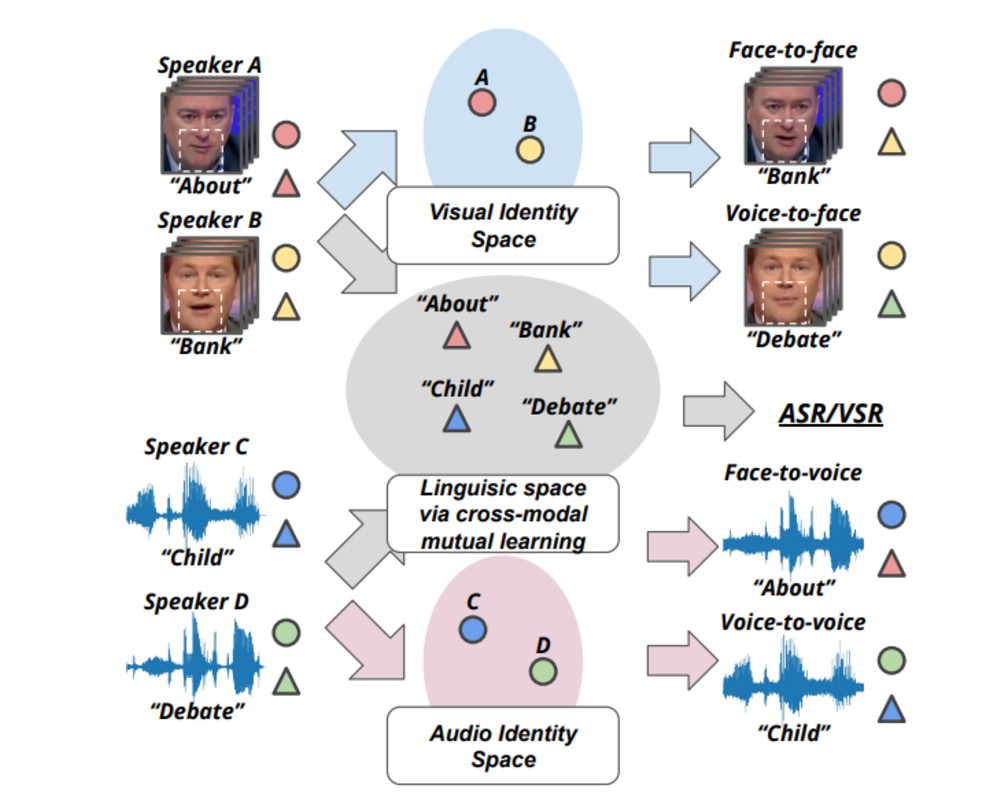 Speaker A
“About”
Speaker B
“Bank”
Speaker C
“Child”
Speaker D
“Debate”
A
B
Visual Identity
Space
“About”
“Bank”
“Child”
“Debate”
Linguisic space
via cross-modal
mutual learning
C
D
Audio Identity
Space
Face-to-face
“Bank”
Voice-to-face
“Debate”
ASR/VSR
Face-to-voice
“About”
Voice-to-voice
“Child”